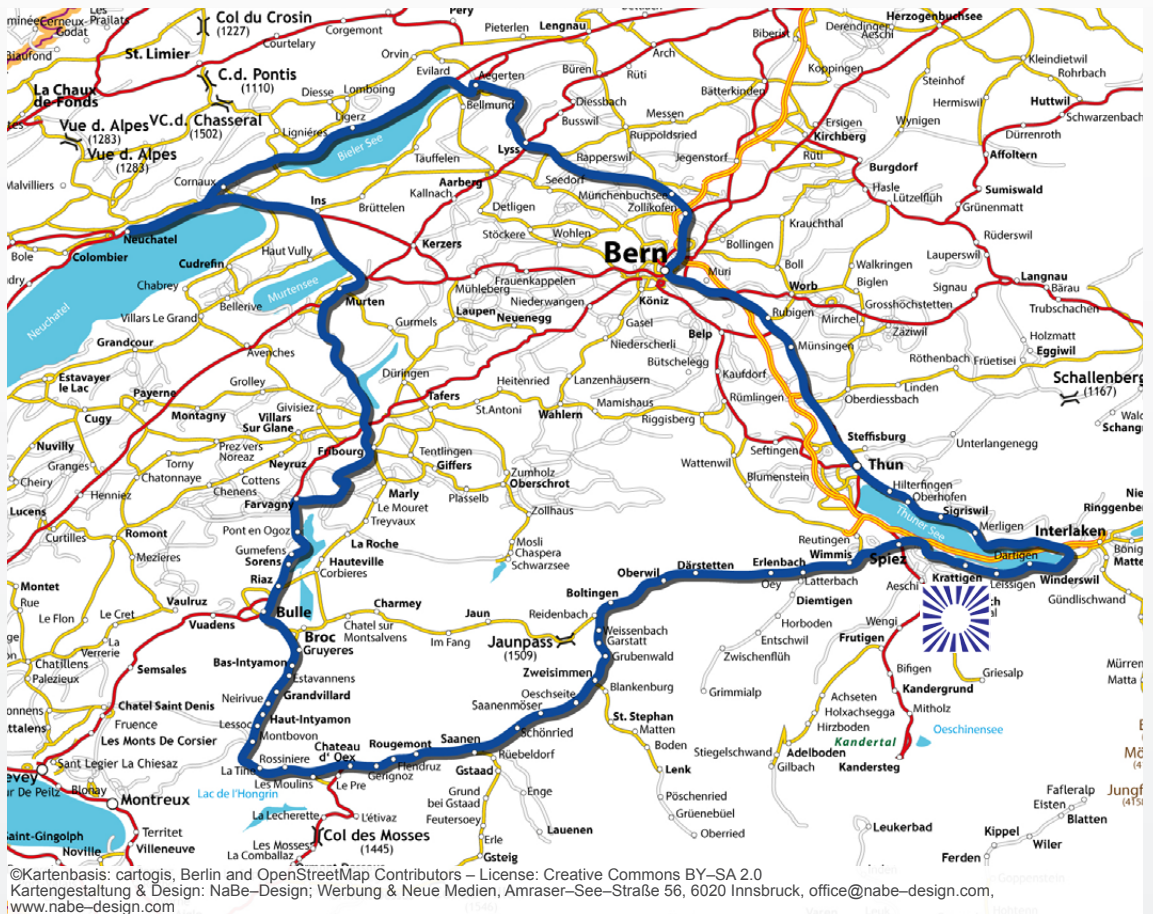 Les
Prailats
minée
Cerneux-
Godat
Biaufond
Col du Crosin
(1227)
Corgemont
Courtelary
Péry
Pieterlen
Lengnau
Biberist
Derendingen
Aeschi
Herzogenbuchsee
St. Limier
Orvin
Evilard
Aegerten
Büren
Arch
Rüti
Koppingen
Steinhof
Kleindietwil
Rohrbach
C.d. Pontis
(1110)
Diesse
Lomboing
Bellmund
Diessbach
Busswil
Messen
Bätterkinden
Hermiswil
Huttwil
La Chaux
de-Fonds
VC.d. Chasseral
(1502)
Ligerz
Ligniéres
Bieler See
Täuffelen
Lyss
Ruppoldsried
Rapperswil
Jegenstorf
Ersigen
Kirchberg
Rüti
Wynigen
Dürrenroth
Schwarzenbach
Vue d. Alpes
(1283)
Vue d. Alpes
(1283)
Malvilliers
Cornaux
Aarberg
Kallnach
Seedorf
Münchenbuchsee
Zollikofen
Burgdorf
Affoltern
Hasle
Lützelflüh
Sumiswald
Grünenmatt
Ins
Brüttelen
Detligen
Stöckere
Wohlen
Bern
Krauchthal
Bollingen
Rüderswil
Neuchatel
Bole
Colombier
Haut Vully
Kerzers
Lauperswil
Cudrefin
Chabrey
Murtensee
Bellerive
Murten
Frauenkappelen
Mühleberg
Niederwangen
Köniz
Muri
Boll
Worb
Walkringen
Biglen
Grosshöchstetten
Signau
Langnau
Bärau
Trubschachen
Neuchatel
Villars Le Grand
Gurmels
Laupen
Neuenegg
Gasel
Niederscherli
Belp
Rubigen
Mirchel
Zäziwil
Holzmatt
Eggiwil
Grandcour
Avenches
Bütschelegg
Münsingen
Röthenbach
Früetisei
Schallenberg
(1167)
Estavayer
le Lac
Payerne
Grolley
Düringen
Heitenried
Lanzenhäusern
Kaufdorf
Linden
Cugy
Montagny
Givisiez
Villars
Sur Glane
Tafers
St.Antoni
Wahlern
Mamishaus
Riggisberg
Rümlingen
Oberdiessbach
Nuvilly
Granges
Cheiry
Prez vers
Noreaz
Neyruz
Fribourg
Tentlingen
Giffers
Wattenwil
Seftingen
Steffisburg
Unterlangenegg
Torny
Chatonnaye
Henniez
Cottens
Chenens
Farvagny
Marly
Le Mouret
Treyvaux
Plasselb
Zumholz
Oberschrot
Zollhaus
Blumenstein
Thun
Hilterfingen
Oberhofen
Sigriswil
Merligen
Thuner See
Interlaken
Ringgenber
Lucens
Curtilles
Romont
Mezieres
Pont en Ogoz
Gumefens
Sorens
La Roche
Hauteville
Corbieres
Mosli
Chaspera
Schwarzsee
Reutingen
Wimmis
Spiez
Därligen
Leissigen
Krattigen
Aeschi
Winderswil
Gündlischwand
Montet
Rue
Le Flon
Le Cret
La
Verrerie
Vaulruz
Vuadens
Riaz
Bulle
Broc
Gruyeres
Charmey
Chatel sur
Montsalvens
Im Fang
Jaun
Jaunpass
(1509)
Reidenbach
Boltingen
Oberwil
Därstetten
Erlenbach
Oey
Latterbach
Diemtigen
Horboden
Entschwil
Zwischenflüh
Wengi
Frutigen
Chatillens
Palezieux
Semsales
Bas-Intyamon
Estavannens
Weissenbach
Garstatt
Grubenwald
Zweisimmen
Blankenburg
Grimmialp
Bifigen
Kandergrund
Mitholz
Griesalp
Neirivue
Grandvillard
Lessoc
Haut-Intyamon
Montbovon
Oeschseite
Saanenmöser
Schönried
St. Stephan
Matten
Boden
Achseten
Holxachsegga
Hirzboden
Kandertal
Oeschinensee
Chatel Saint Denis
Fruence
Les Monts De Corsier
La Tine
Rossiniere
Chateau
d' Oex
Rougemont
Saanen
Rüebeldorf
Flendruz
Gerignoz
Les Moulins
Le Pre
Gstaad
Lenk
Stiegelschwand
Adelboden
Gilbach
Kandersteg
Sant Legier La Chiesaz
Blonay
Montreux
Lac de l'Hongrin
La Lecherette
L'étivaz
Grund
bei Gstaad
Feutersoey
Enge
Pöschenried
Grüenebüel
Oberried
Lauenen
Fafleralp
Eisten
Blatten
Saint-Gingolph
Noville
Territet
Villeneuve
Col des Mosses
(1445)
Les Mosses
La Comballaz
Erle
Gsteig
Leukerbad
Kippel
Wiler
Ferden
©Kartenbasis: cartogis, Berlin and OpenStreetMap Contributors – License: Creative Commons BY–SA 2.0
Kartengestaltung & Design: NaBe–Design; Werbung & Neue Medien, Amraser–See–Straße 56, 6020 Innsbruck, office@nabe–design.com,
www.nabe–design.com